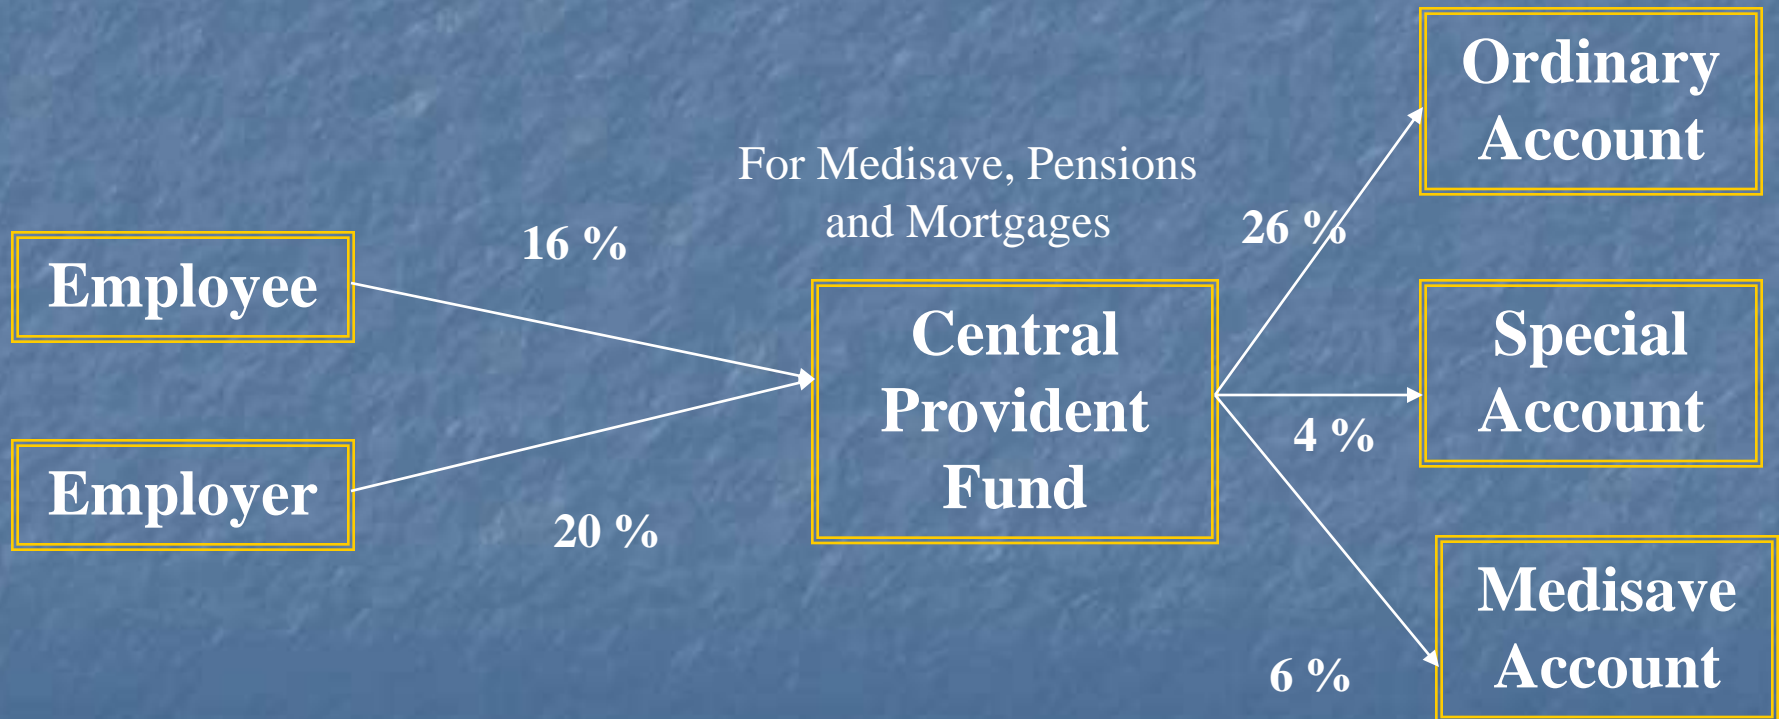 Employee
16 %
Employer
20 %
For Medisave, Pensions
and Mortgages
Central
Provident
Fund
26 %
Ordinary
Account
4 %
Special
Account
6 %
Medisave
Account